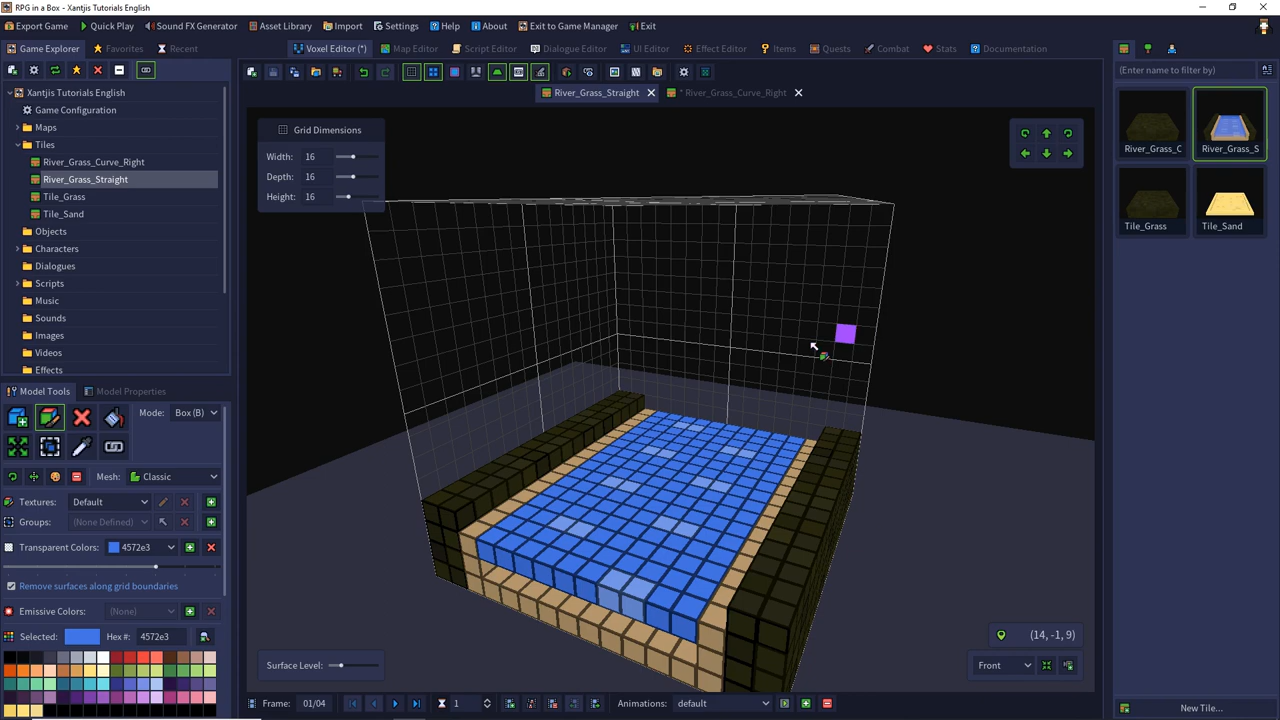 RPG in a Box - Xantjis Tutorials English
Export Game
Quick Play
Sound FX Generator
Asset Library
Import
Settings
Help
About
Exit to Game Manager
Exit
Game Explorer
Favorites
Recent
Voxel Editor (*)
Map Editor
Script Editor
Dialogue Editor
UI Editor
Effect Editor
Items
Quests
Combat
Stats
Documentation
(Enter name to filter by)
River_Grass_Straight
* River_Grass_Curve_Right
Xantjis Tutorials English
Game Configuration
Maps
Tiles
River_Grass_Curve_Right
River_Grass_Straight
Tile_Grass
Tile_Sand
Objects
Characters
Dialogues
Scripts
Music
Sounds
Images
Videos
Effects
Grid Dimensions
Width: 16
Depth: 16
Height: 16
River_Grass_C
River_Grass_S
Tile_Grass
Tile_Sand
Model Tools
Model Properties
Mode: Box (B)
Mesh: Classic
Textures: Default
Groups: (None Defined)
Transparent Colors: 4572e3
Remove surfaces along grid boundaries
Emissive Colors: (None)
Selected: Hex #: 4572e3
(14, -1, 9)
Surface Level:
Front
Frame: 01/04
1
Animations: default
New Tile...